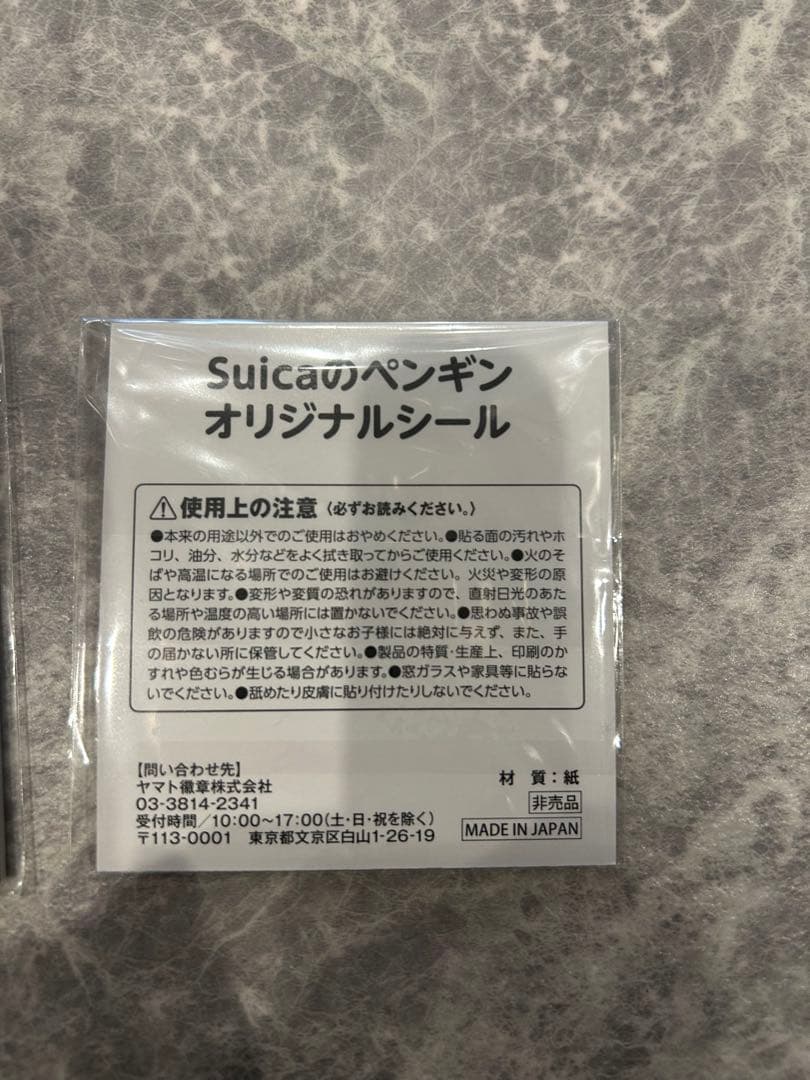 Suicaのペンギン
オリジナルシール
使用上の注意（必ずお読みください。）
●本来の用途以外でのご使用はおやめください。●貼る面の汚れやホ
コリ、油分、水分などをよく拭き取ってからご使用ください。●火のそ
ばや高温になる場所でのご使用はお避けください。火災や変形の原
因となります。●変形や変質の恐れがありますので、直射日光のあた
る場所や温度の高い場所には置かないでください。●思わぬ事故や誤
飲の危険がありますので小さなお子様には絶対に与えず、また、手
の届かない所に保管してください。●製品の特質・生産上、印刷のか
すれや色むらが生じる場合があります。●窓ガラスや家具等に貼らな
いでください。●舐めたり皮膚に貼り付けたりしないでください。
【問い合わせ先】
ヤマト徽章株式会社
03-3814-2341
受付時間／10:00〜17:00(土・日・祝を除く)
〒113-0001 東京都文京区白山1-26-19
材 質：紙
非売品
MADE IN JAPAN